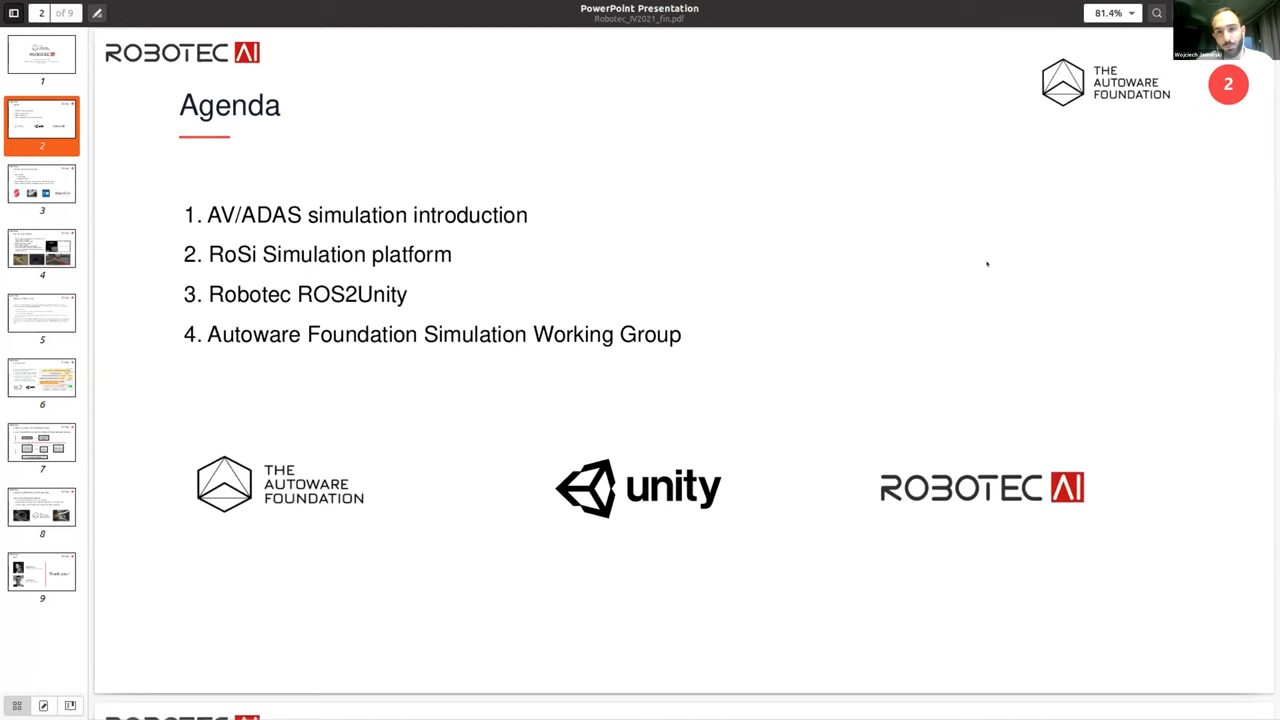 2 of 9
PowerPoint Presentation
Robotec_IV2021_fin.pdf
81.4%
ROBOTEC AI
THE
AUTOWARE
FOUNDATION
2
Agenda
1. AV/ADAS simulation introduction
2. RoSi Simulation platform
3. Robotec ROS2Unity
4. Autoware Foundation Simulation Working Group
THE
AUTOWARE
FOUNDATION
unity
ROBOTEC AI
1
2
3
4
5
6
7
8
Thank you!
9